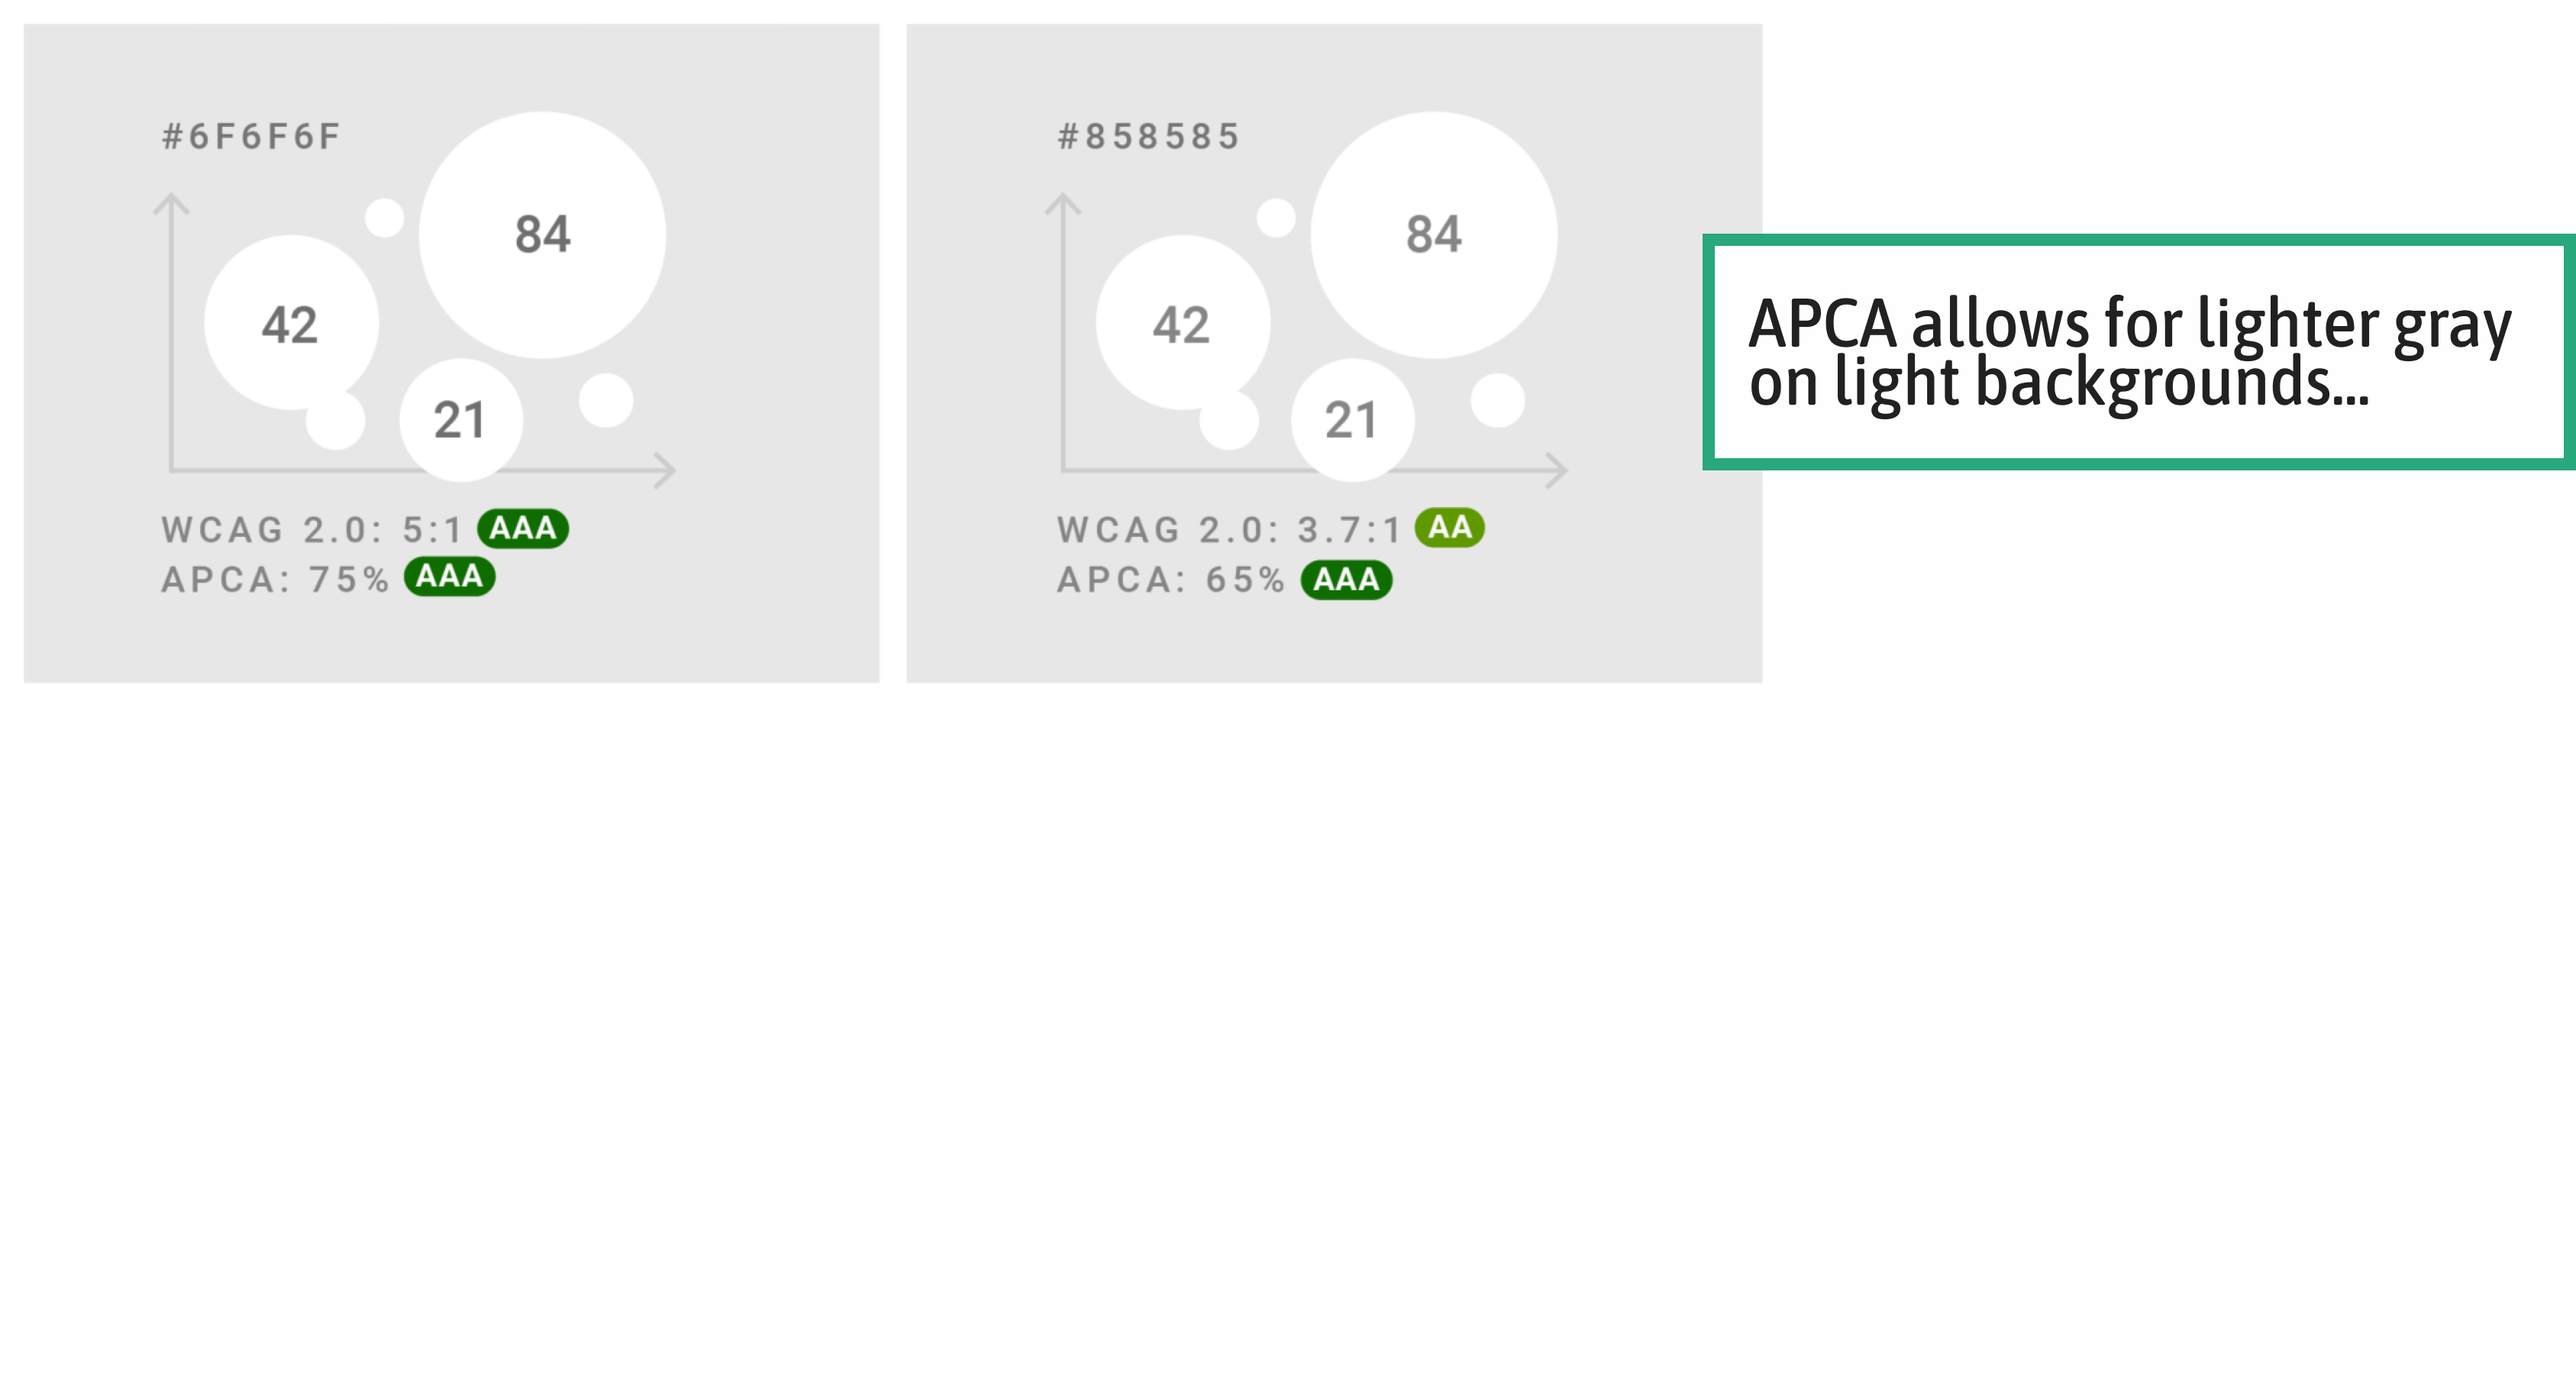 #6F6F6F
84
42
21
WCAG 2.0: 5:1 AAA
APCA: 75% AAA
#858585
84
42
21
WCAG 2.0: 3.7:1 AA
APCA: 65% AAA
APCA allows for lighter gray
on light backgrounds...